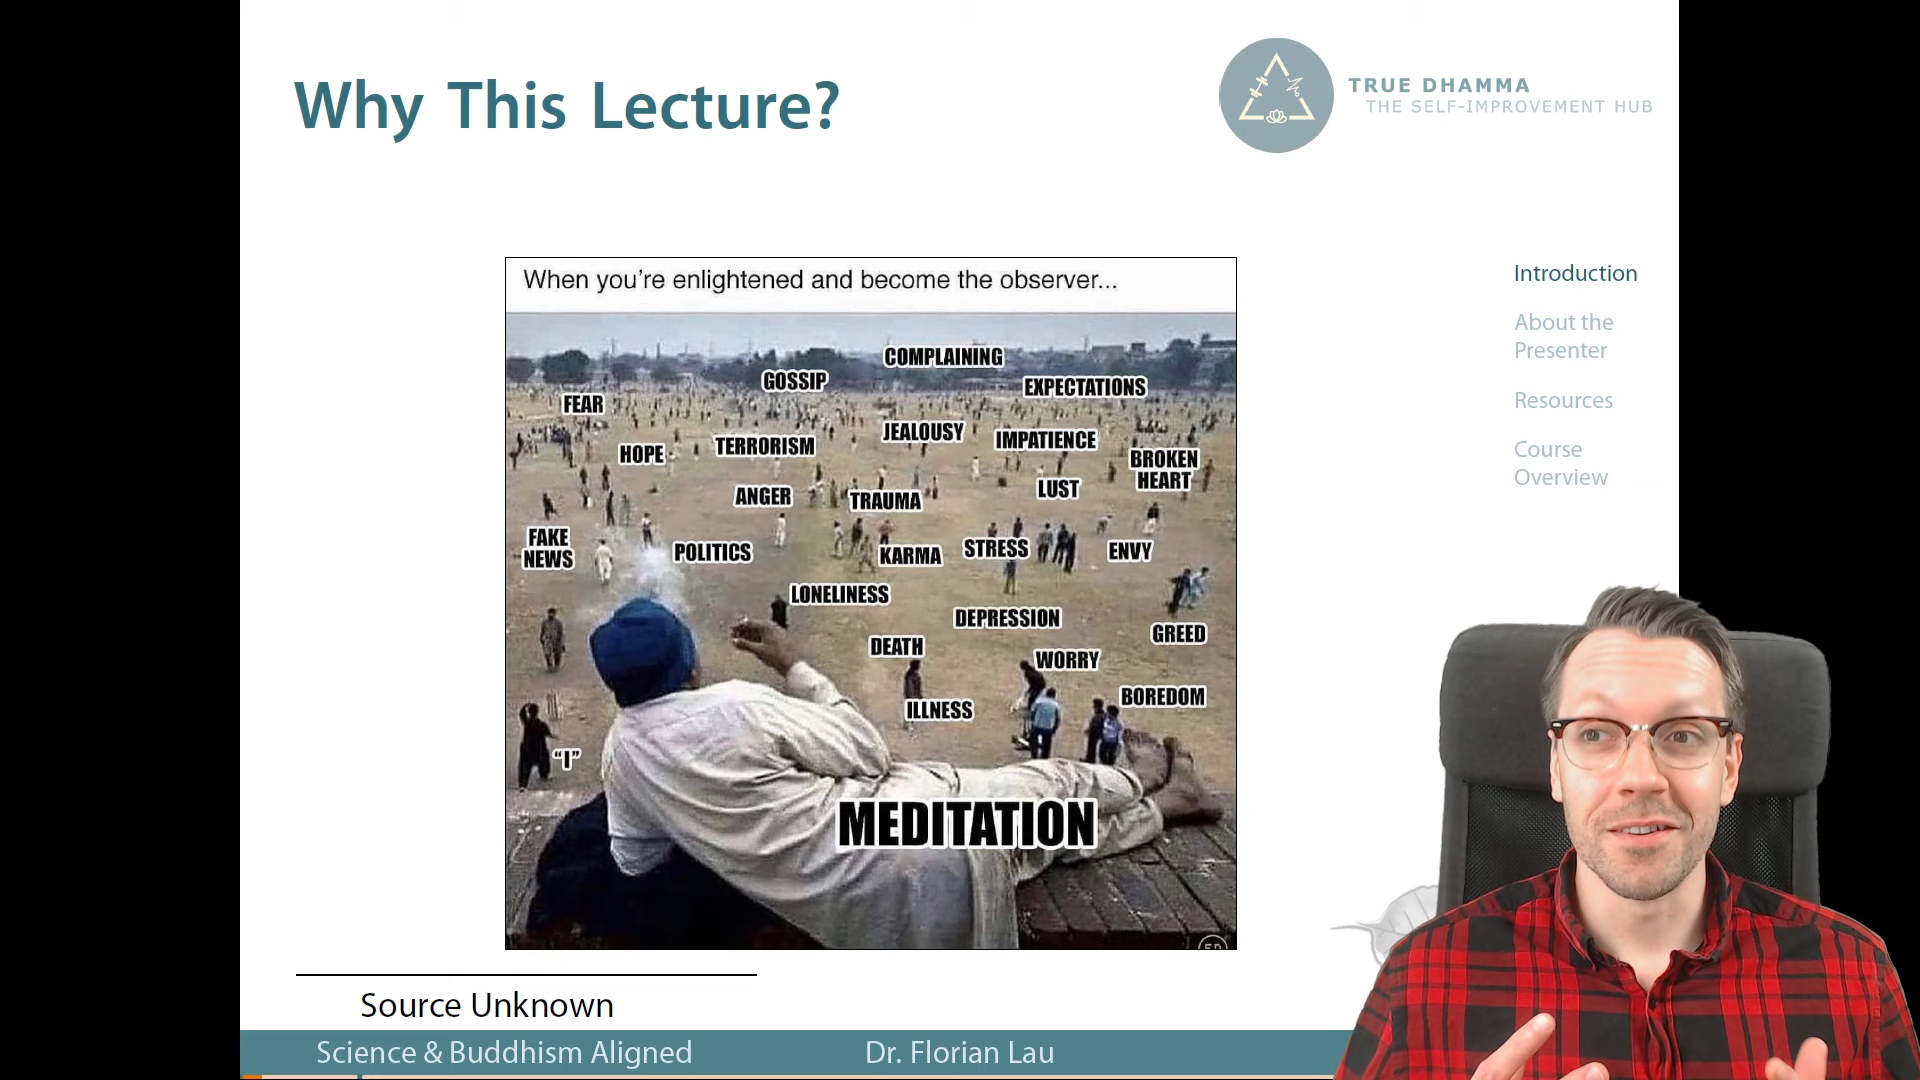 Why This Lecture?
TRUE DHAMMA
THE SELF-IMPROVEMENT HUB
When you're enlightened and become the observer...
COMPLAINING
GOSSIP
EXPECTATIONS
FEAR
JEALOUSY
IMPATIENCE
HOPE
TERRORISM
BROKEN
HEART
ANGER
TRAUMA
LUST
FAKE
NEWS
POLITICS
KARMA
STRESS
ENVY
LONELINESS
DEPRESSION
GREED
DEATH
WORRY
BOREDOM
ILLNESS
"I"
MEDITATION
Introduction
About the
Presenter
Resources
Course
Overview
Source Unknown
Science & Buddhism Aligned
Dr. Florian Lau